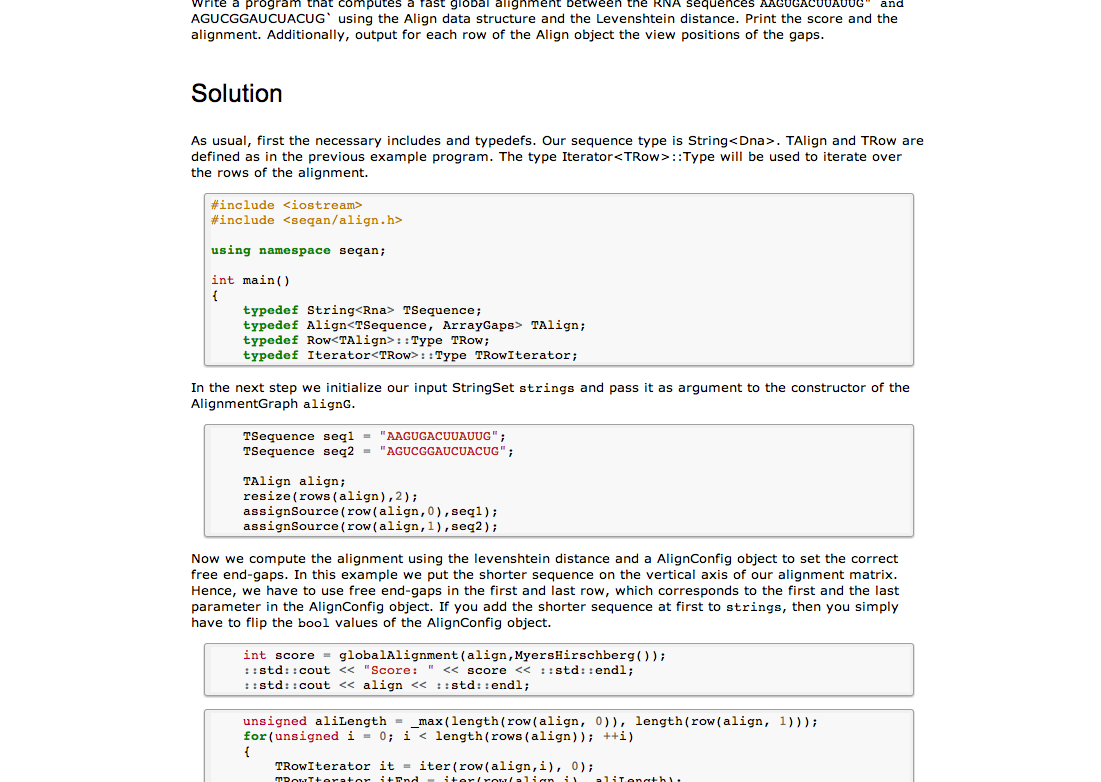 Write a program that computes a fast global alignment between the RNA sequences AAGUGACUUAUUG" and
AGUCGGAUCUACUG` using the Align data structure and the Levenshtein distance. Print the score and the
alignment. Additionally, output for each row of the Align object the view positions of the gaps.
Solution
As usual, first the necessary includes and typedefs. Our sequence type is String<Dna>. TAlign and TRow are
defined as in the previous example program. The type Iterator<TRow>::Type will be used to iterate over
the rows of the alignment.
#include <iostream>
#include <seqan/align.h>
using namespace seqan;
int main()
{
typedef String<Rna> TSequence;
typedef Align<TSequence, ArrayGaps> TAlign;
typedef Row<TAlign>::Type TRow;
typedef Iterator<TRow>::Type TRowIterator;
In the next step we initialize our input StringSet strings and pass it as argument to the constructor of the
AlignmentGraph alignG.
TSequence seq1 = "AAGUGACUUAUUG";
TSequence seq2 = "AGUCGGAUCUACUG";
TAlign align;
resize(rows(align),2);
assignSource(row(align,0),seq1);
assignSource(row(align,1),seq2);
Now we compute the alignment using the levenshtein distance and a AlignConfig object to set the correct
free end-gaps. In this example we put the shorter sequence on the vertical axis of our alignment matrix.
Hence, we have to use free end-gaps in the first and last row, which corresponds to the first and the last
parameter in the AlignConfig object. If you add the shorter sequence at first to strings, then you simply
have to flip the bool values of the AlignConfig object.
int score = globalAlignment(align,MyersHirschberg());
::std::cout << "Score: " << score << ::std::endl;
::std::cout << align << ::std::endl;
unsigned aliLength = _max(length(row(align, 0)), length(row(align, 1)));
for(unsigned i = 0; i < length(rows(align)); ++i)
{
TRowIterator it = iter(row(align,i), 0);
TRowIterator itEnd = iter(row(align,i), aliLength);